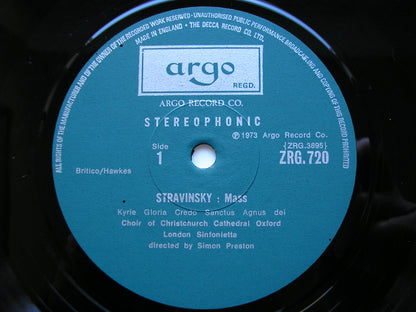 ALL RIGHTS OF THE MANUFACTURER AND OF THE OWNER OF THE RECORDED WORK RESERVED · UNAUTHORISED PUBLIC PERFORMANCE BROADCASTING AND COPYING OF THIS RECORD PROHIBITED
MADE IN ENGLAND · THE DECCA RECORD CO. LTD.
argo
REGD.
ARGO RECORD CO.
STEREOPHONIC
℗ 1973 Argo Record Co.
Side
1
{ZRG.3895}
ZRG.720
Britico/Hawkes
STRAVINSKY : Mass
Kyrie Gloria Credo Sanctus Agnus dei
Choir of Christchurch Cathedral Oxford
London Sinfonietta
directed by Simon Preston